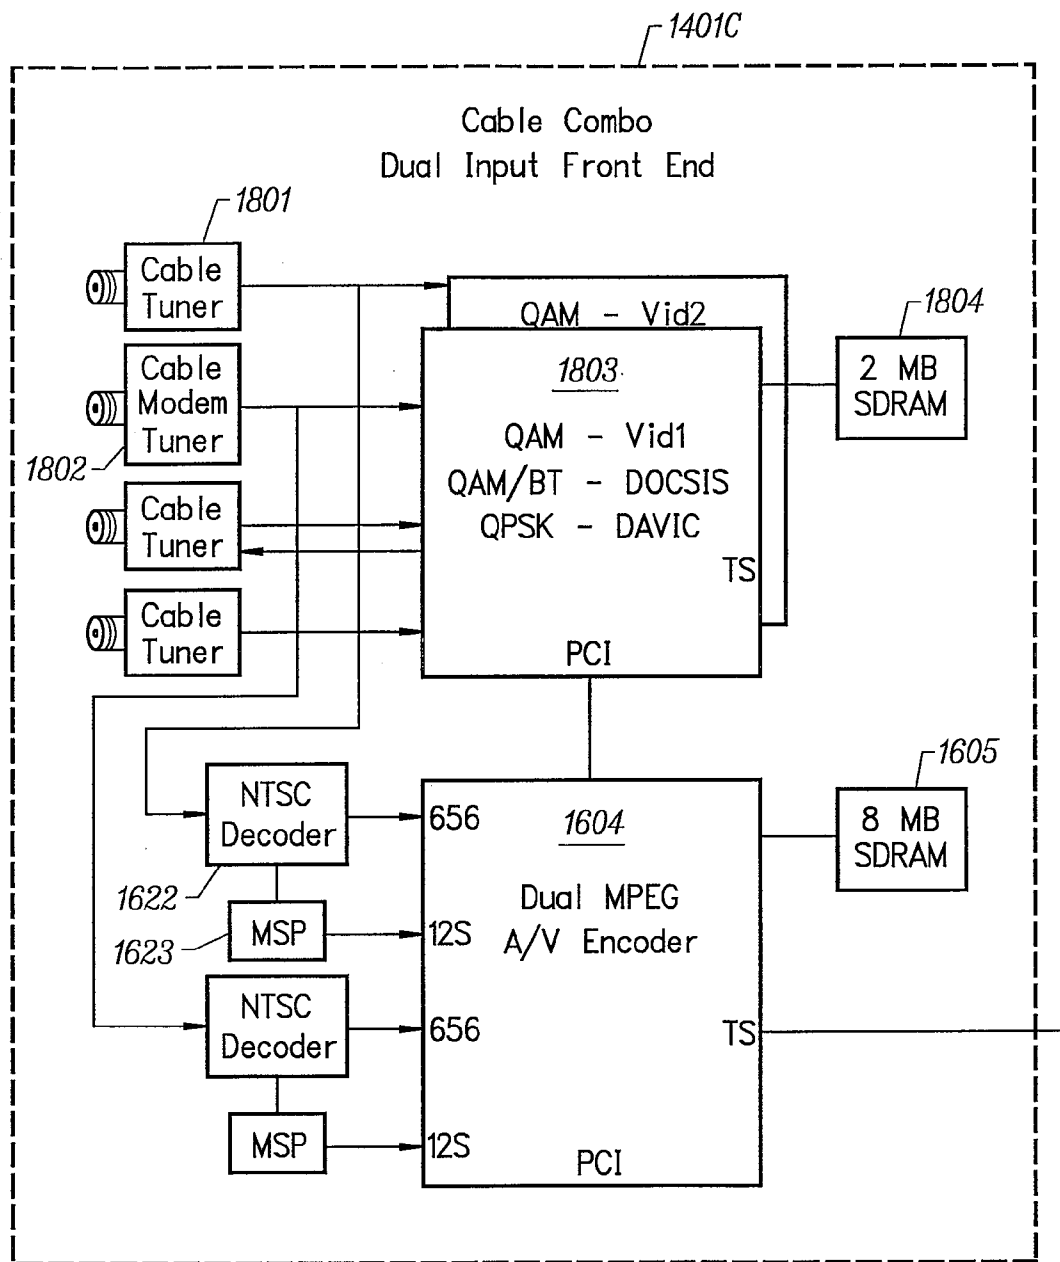 1401C
Cable Combo
Dual Input Front End
1801
Cable
Tuner
QAM - Vid2
1804
2 MB
SDRAM
Cable
Modem
Tuner
1802
1803
QAM - Vid1
QAM/BT - DOCSIS
QPSK - DAVIC
Cable
Tuner
TS
Cable
Tuner
PCI
1605
8 MB
SDRAM
NTSC
Decoder
656
1604
1622
Dual MPEG
A/V Encoder
MSP
12S
1623
NTSC
Decoder
656
TS
MSP
12S
PCI